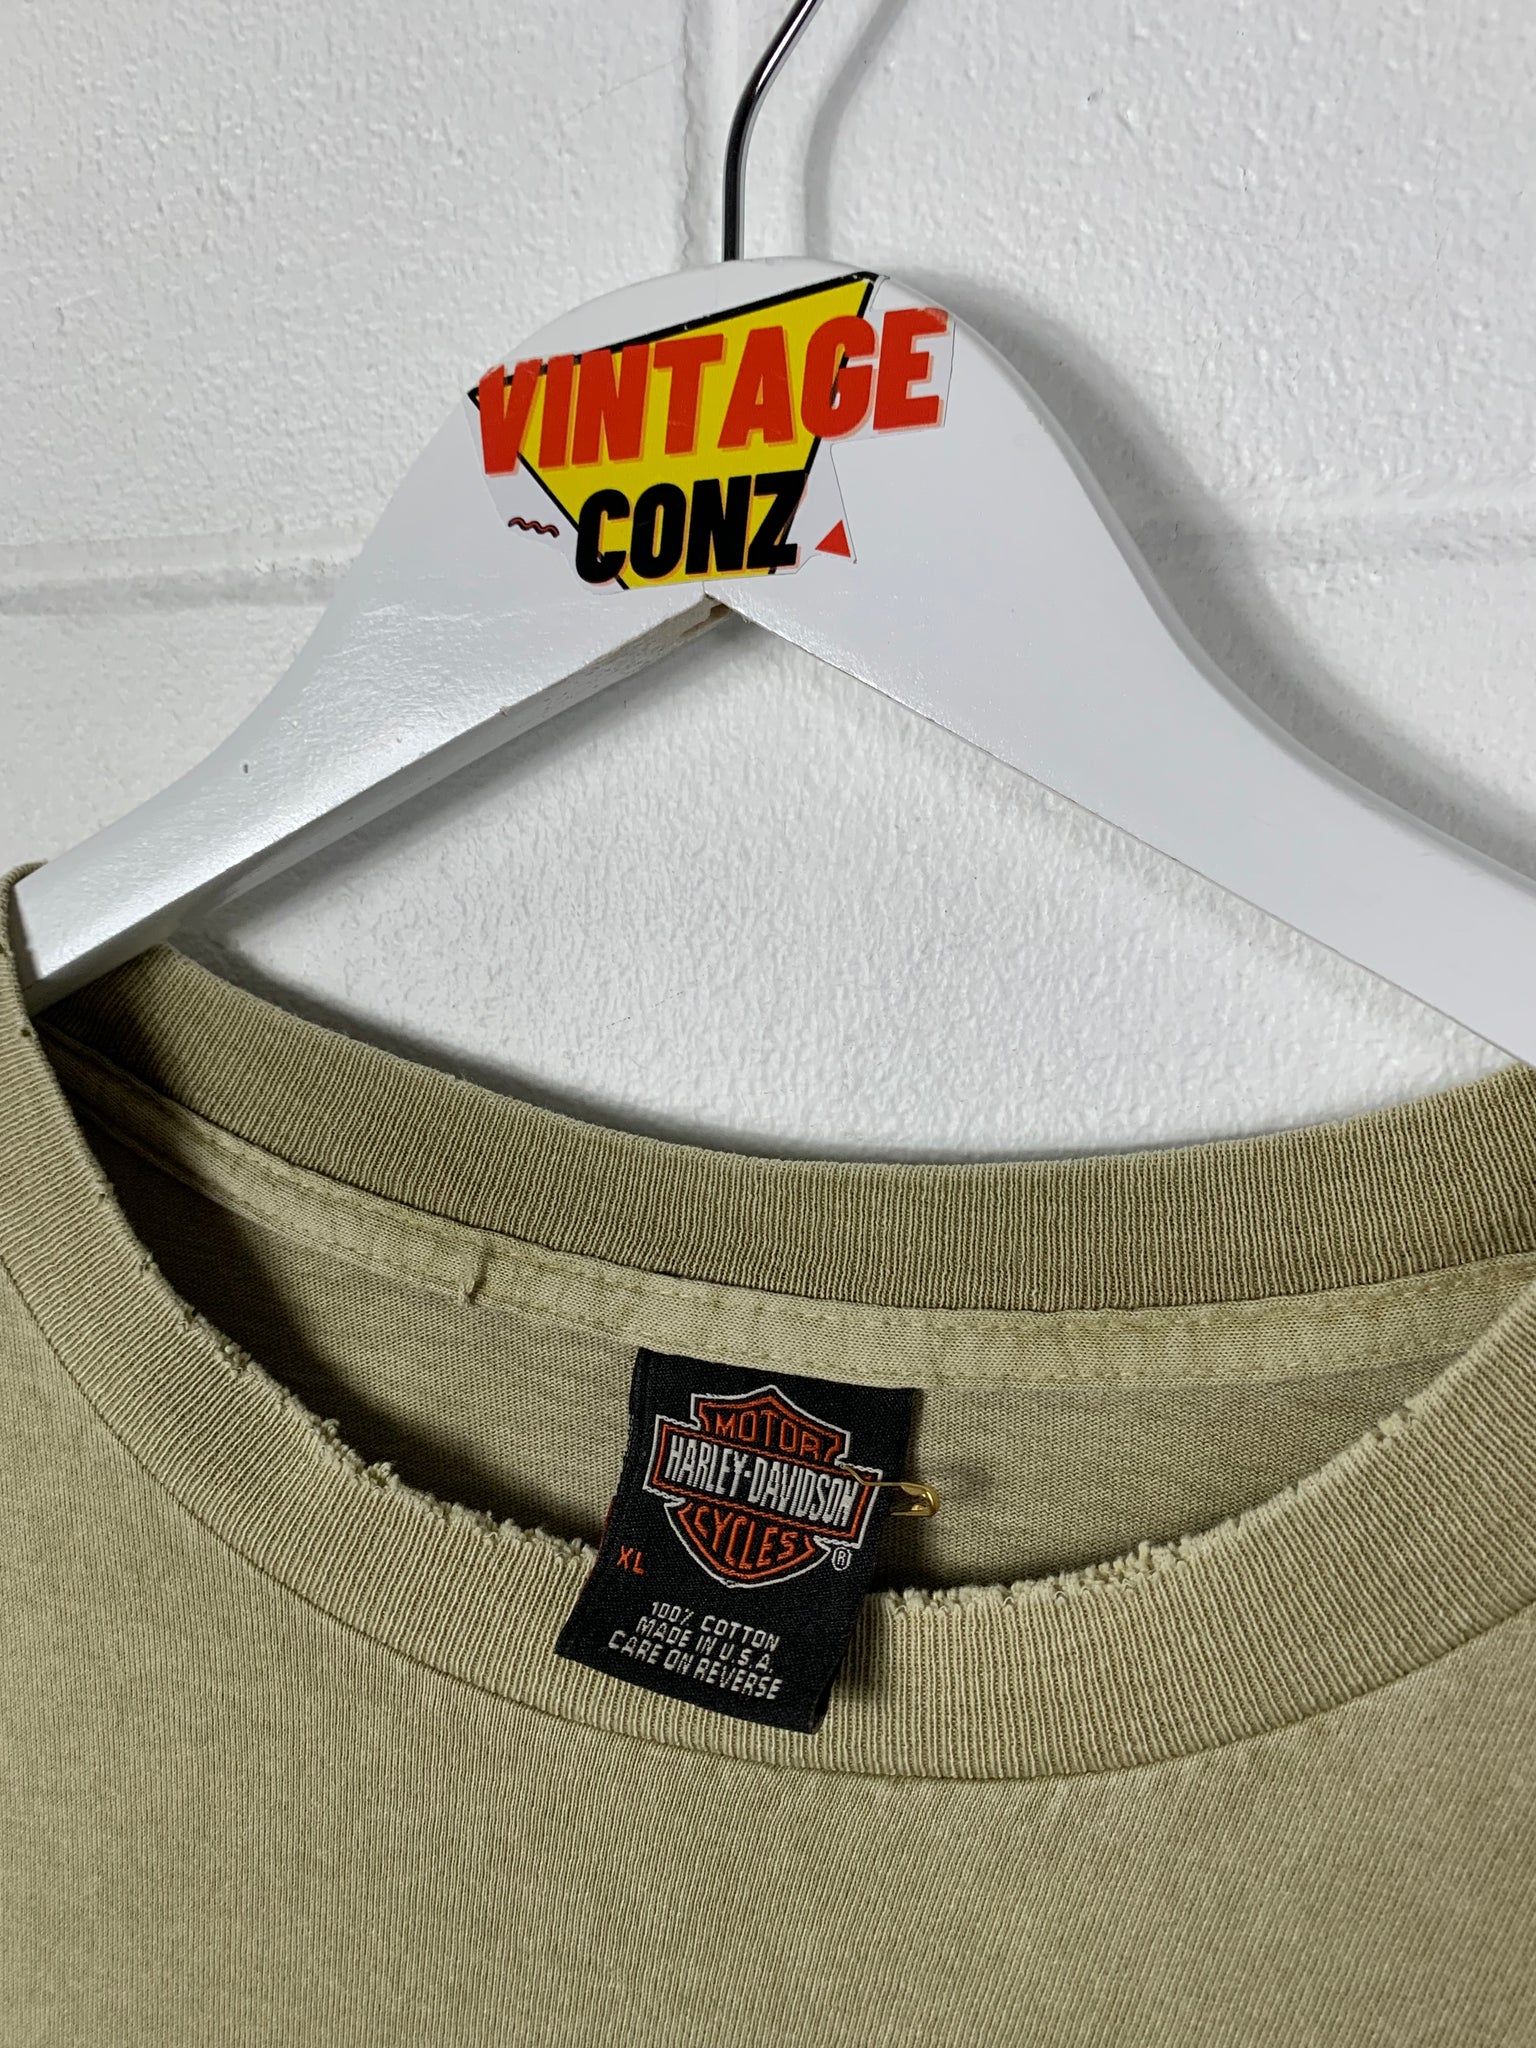 VINTAGE
CONZ
MOTOR
HARLEY-DAVIDSON
CYCLES
®
XL
100% COTTON
MADE IN U.S.A.
CARE ON REVERSE